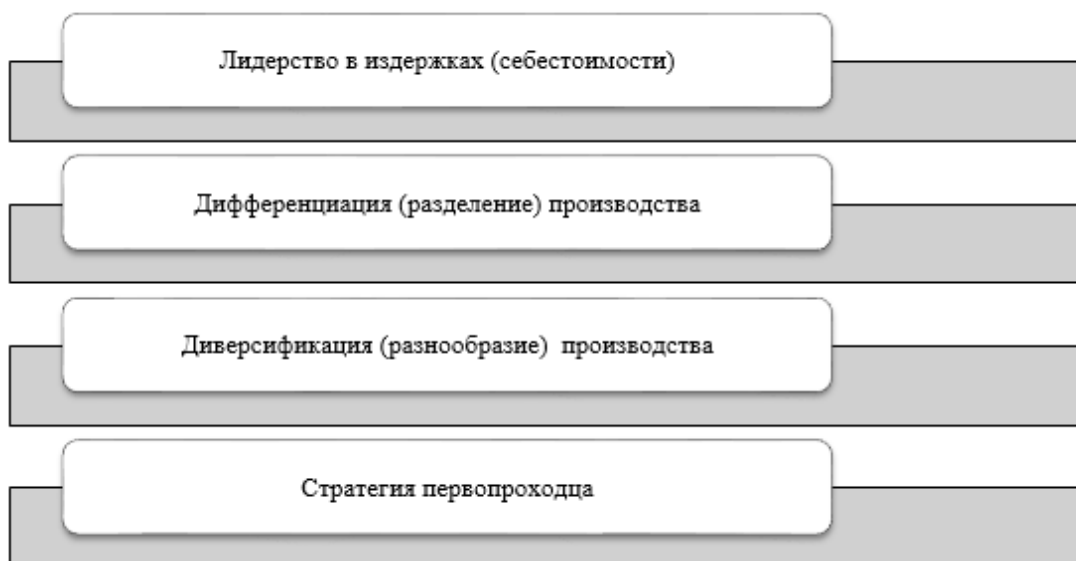 Лидерство в издержках (себестоимости)
Дифференциация (разделение) производства
Диверсификация (разнообразие) производства
Стратегия первопроходца